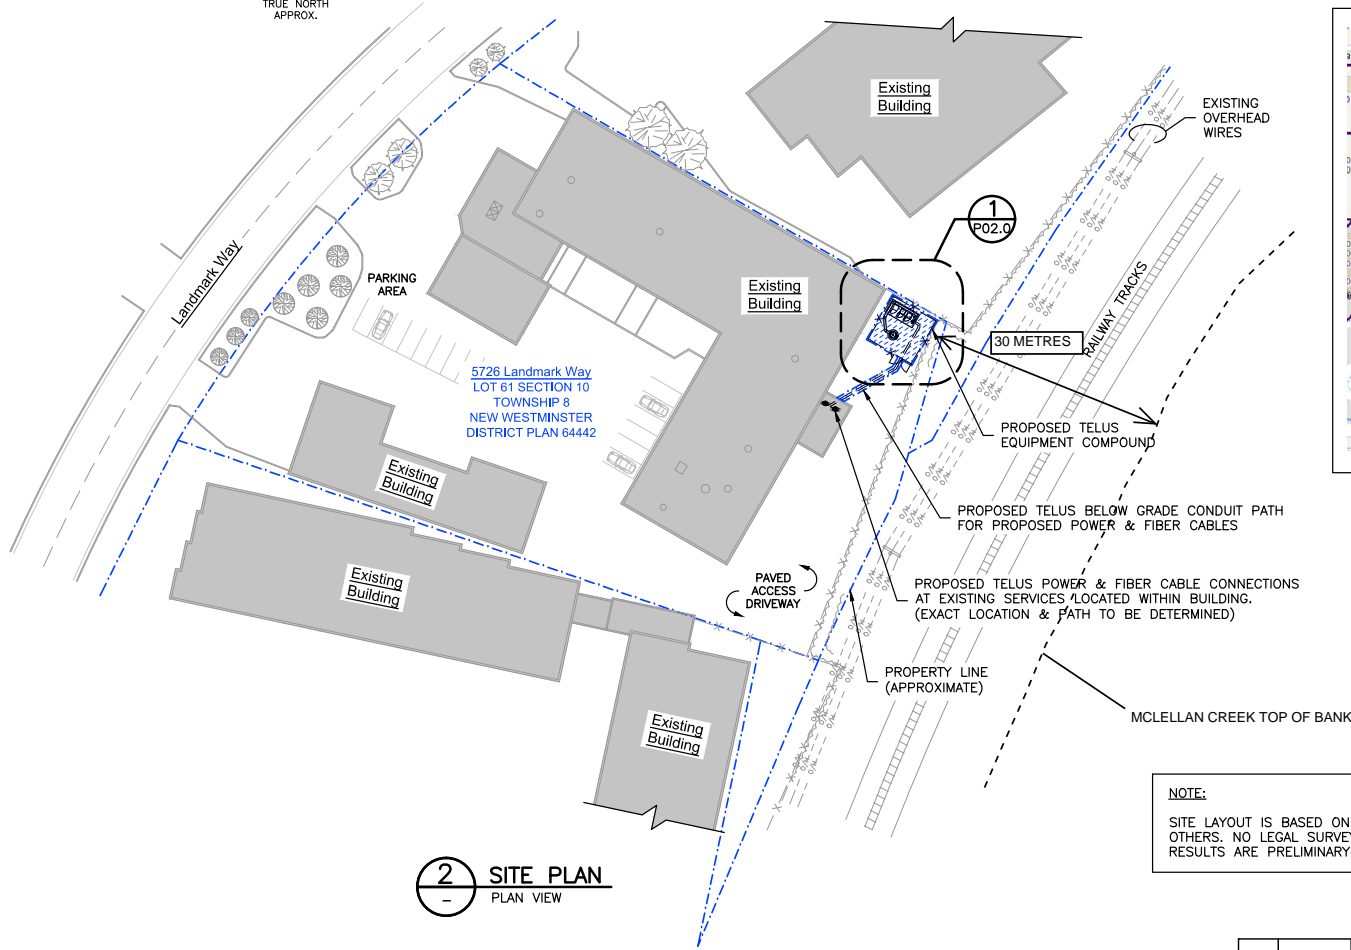 TRUE NORTH
APPROX.
Existing
Building
EXISTING
OVERHEAD
WIRES
1
P02.0
Landmark Way
PARKING
AREA
Existing
Building
30 METRES
RAILWAY TRACKS
5726 Landmark Way
LOT 61 SECTION 10
TOWNSHIP 8
NEW WESTMINSTER
DISTRICT PLAN 64442
PROPOSED TELUS
EQUIPMENT COMPOUND
Existing
Building
PROPOSED TELUS BELOW GRADE CONDUIT PATH
FOR PROPOSED POWER & FIBER CABLES
Existing
Building
PAVED
ACCESS
DRIVEWAY
PROPOSED TELUS POWER & FIBER CABLE CONNECTIONS
AT EXISTING SERVICES LOCATED WITHIN BUILDING.
(EXACT LOCATION & PATH TO BE DETERMINED)
PROPERTY LINE
(APPROXIMATE)
MCLELLAN CREEK TOP OF BANK
Existing
Building
NOTE:
SITE LAYOUT IS BASED ON
OTHERS. NO LEGAL SURVEY
RESULTS ARE PRELIMINARY
2
-
SITE PLAN
PLAN VIEW